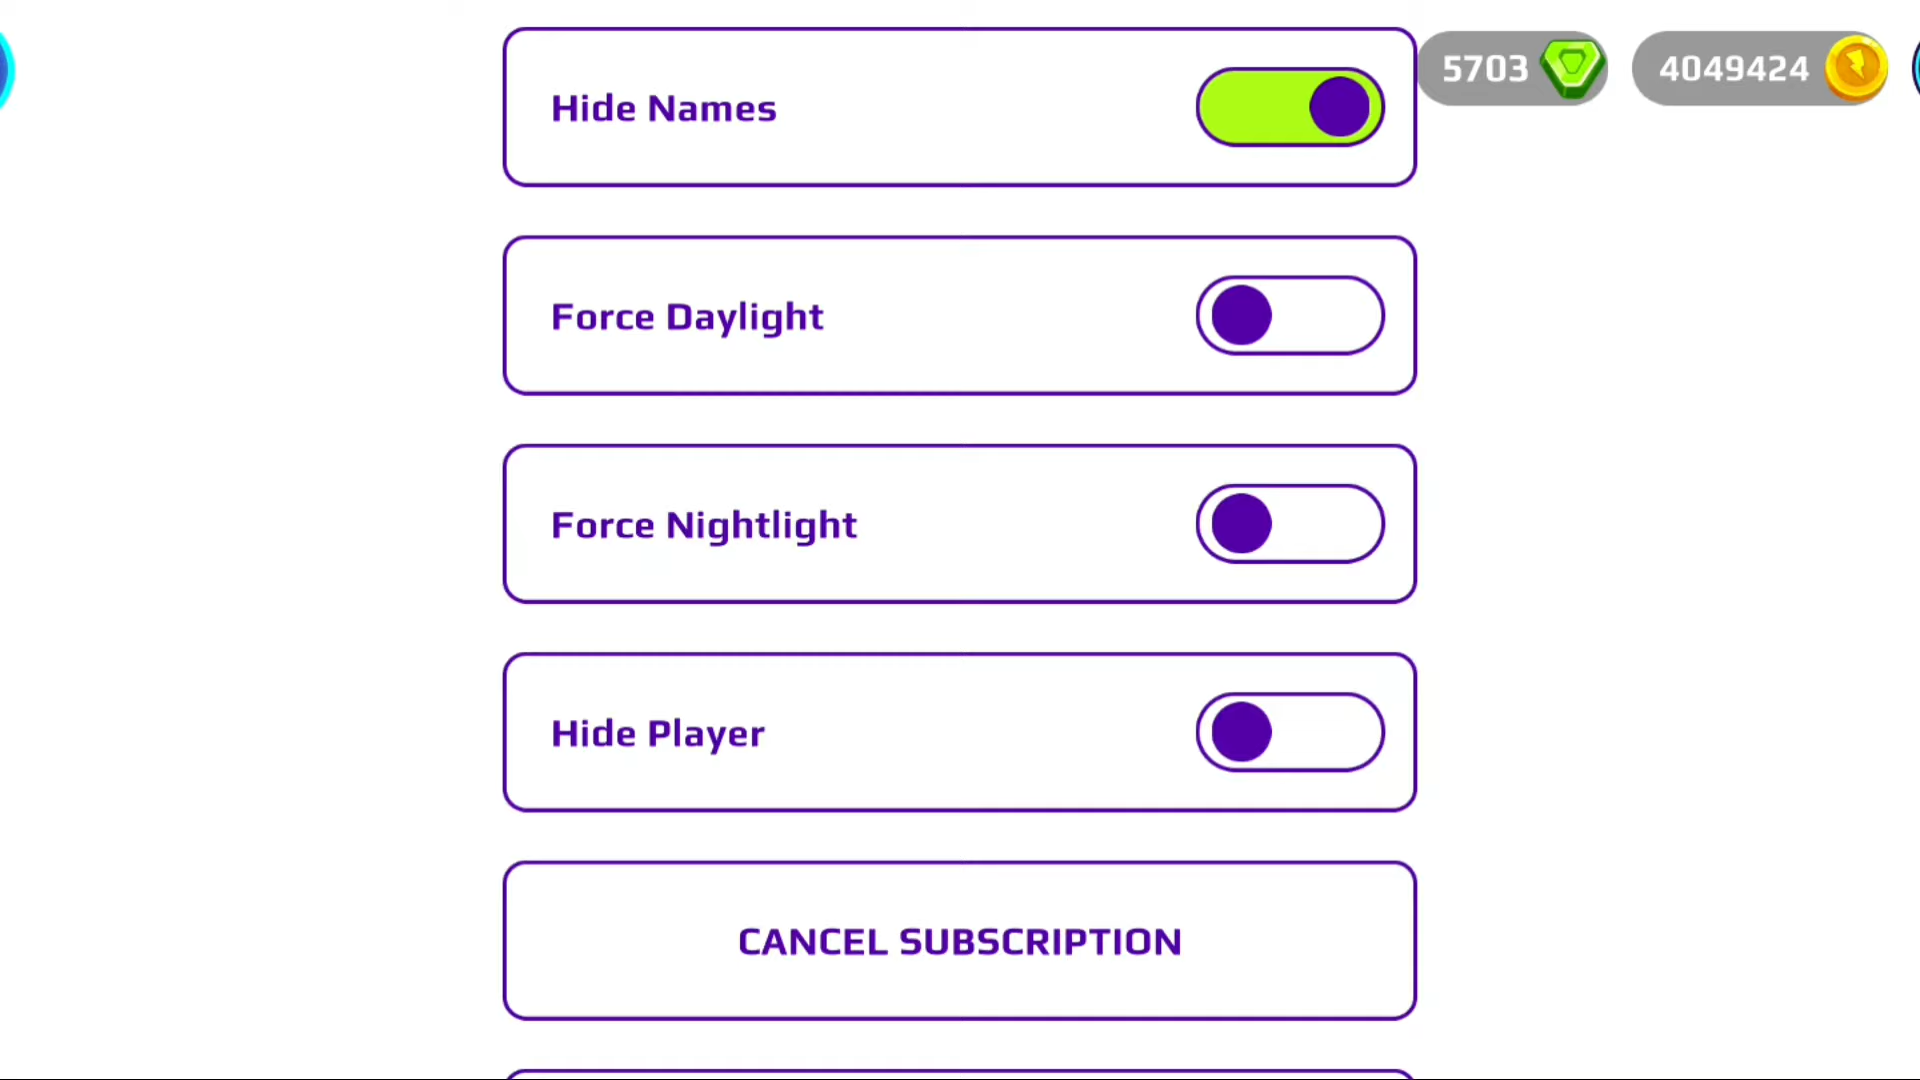 Hide Names
5703
4049424
Force Daylight
Force Nightlight
Hide Player
CANCEL SUBSCRIPTION